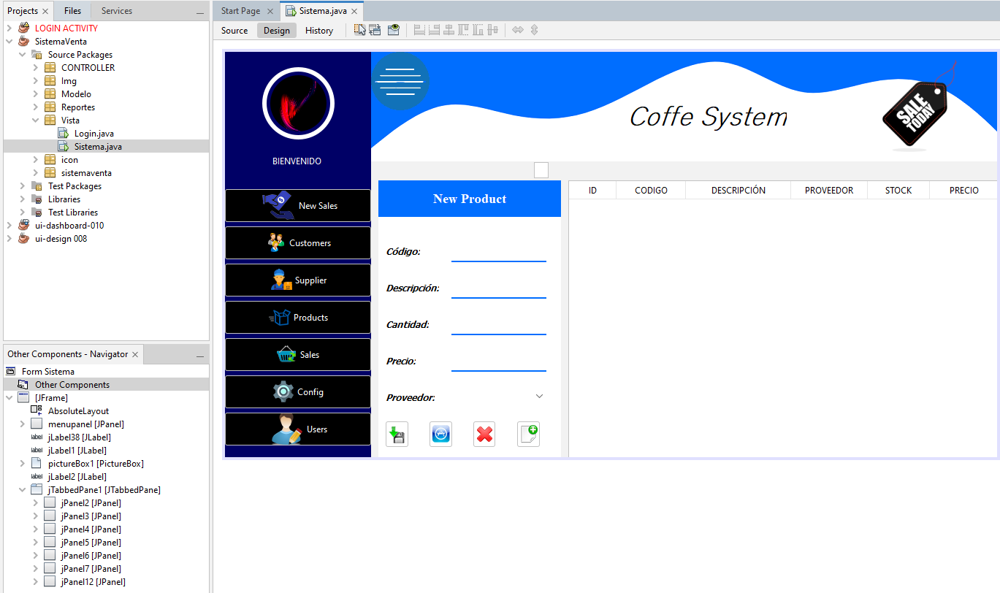 Projects
Files
Services
LOGIN ACTIVITY
SistemaVenta
Source Packages
CONTROLLER
Img
Modelo
Reportes
Vista
Login.java
Sistema.java
icon
sistemaventa
Test Packages
Libraries
Test Libraries
ui-dashboard-010
ui-design 008
Other Components - Navigator
Form Sistema
Other Components
[JFrame]
AbsoluteLayout
menupanel [JPanel]
label jLabel38 [JLabel]
label jLabel1 [JLabel]
pictureBox1 [PictureBox]
label jLabel2 [JLabel]
jTabbedPane1 [JTabbedPane]
jPanel2 [JPanel]
jPanel3 [JPanel]
jPanel4 [JPanel]
jPanel5 [JPanel]
jPanel6 [JPanel]
jPanel7 [JPanel]
jPanel12 [JPanel]
Start Page
Sistema.java
Source
Design
History
BIENVENIDO
New Sales
Customers
Supplier
Products
Sales
Config
Users
Coffe System
SALE
TODAY
New Product
Código:
Descripción:
Cantidad:
Precio:
Proveedor:
ID
CODIGO
DESCRIPCIÓN
PROVEEDOR
STOCK
PRECIO